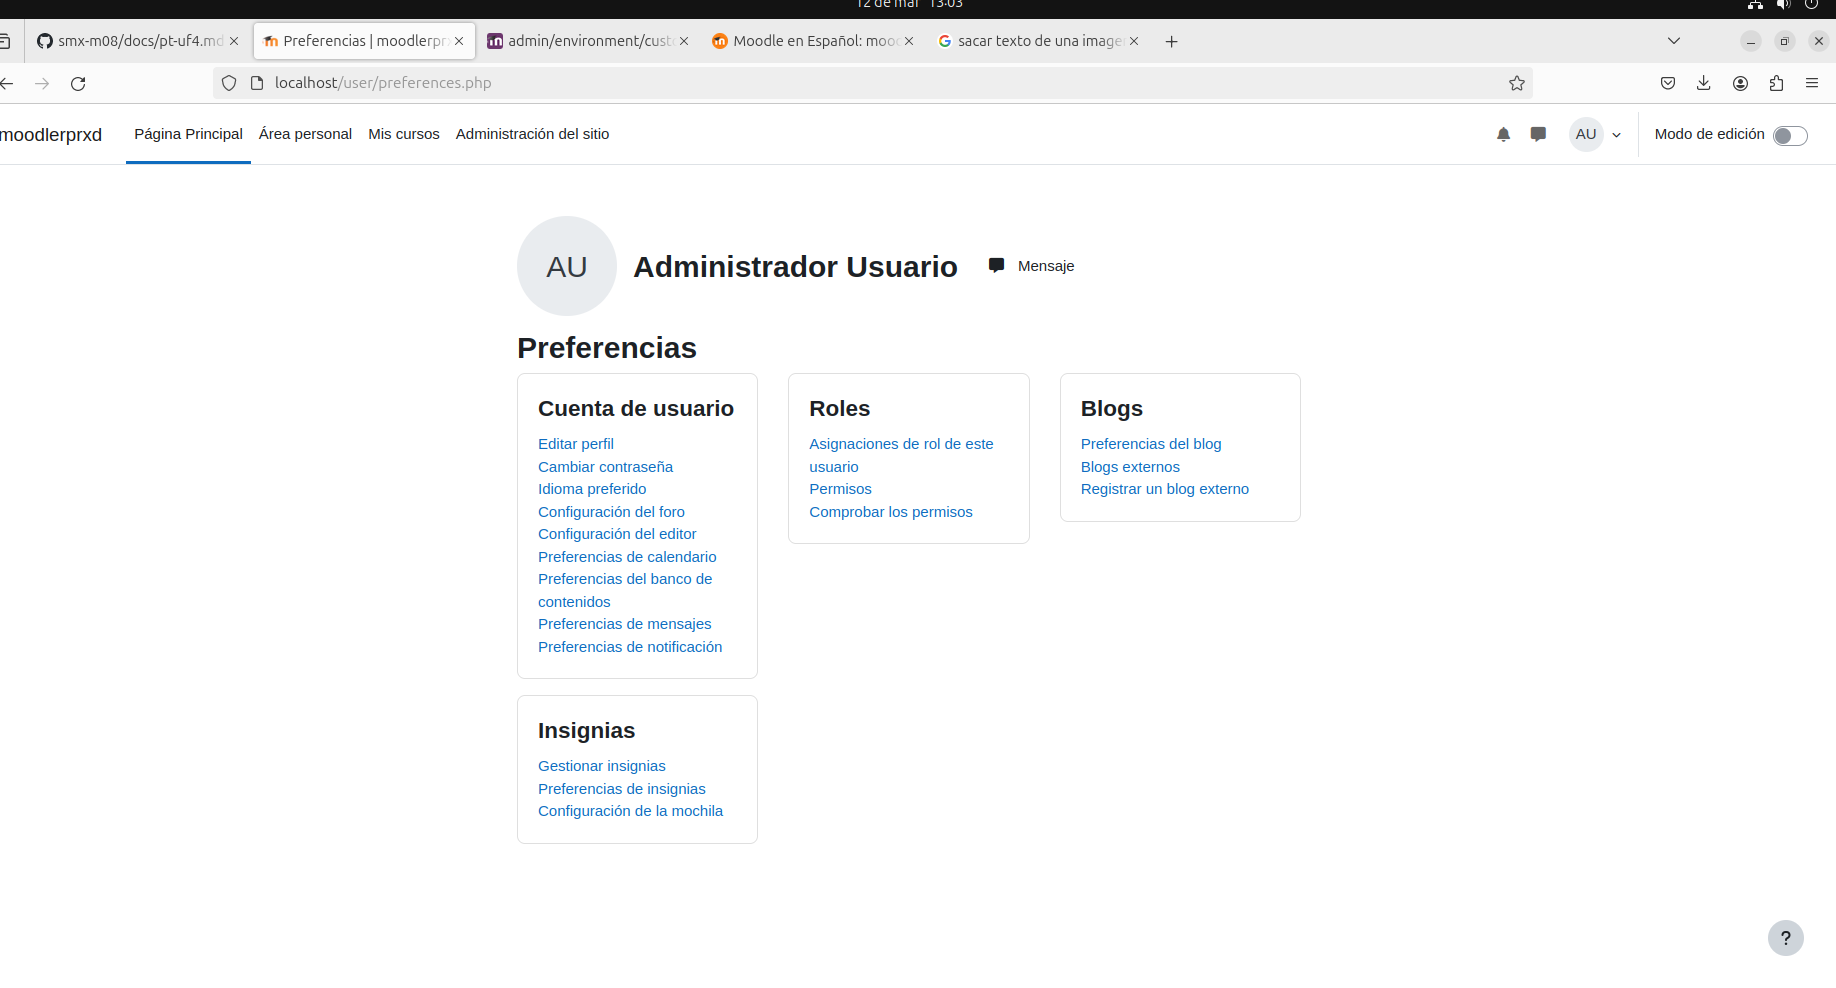 12 de mar 13:03
smx-m08/docs/pt-uf4.md
Preferencias | moodlerpr
admin/environment/cust
Moodle en Español: moo
sacar texto de una image
localhost/user/preferences.php
moodlerprxd
Página Principal
Área personal
Mis cursos
Administración del sitio
AU
Modo de edición
AU
Administrador Usuario
Mensaje
Preferencias
Cuenta de usuario
Editar perfil
Cambiar contraseña
Idioma preferido
Configuración del foro
Configuración del editor
Preferencias de calendario
Preferencias del banco de
contenidos
Preferencias de mensajes
Preferencias de notificación
Roles
Asignaciones de rol de este
usuario
Permisos
Comprobar los permisos
Blogs
Preferencias del blog
Blogs externos
Registrar un blog externo
Insignias
Gestionar insignias
Preferencias de insignias
Configuración de la mochila
?